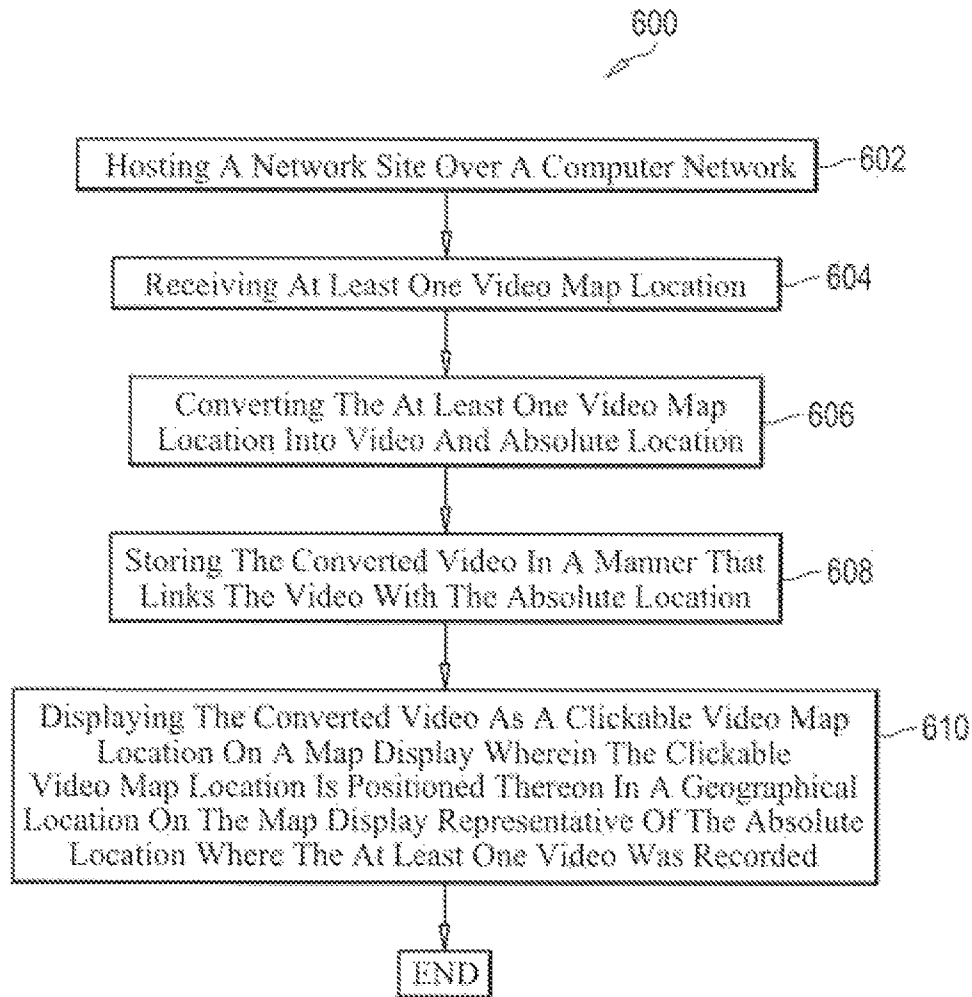 600
Hosting A Network Site Over A Computer Network
602
Receiving At Least One Video Map Location
604
Converting The At Least One Video Map
Location Into Video And Absolute Location
606
Storing The Converted Video In A Manner That
Links The Video With The Absolute Location
608
Displaying The Converted Video As A Clickable Video Map
Location On A Map Display Wherein The Clickable
Video Map Location Is Positioned Thereon In A Geographical
Location On The Map Display Representative Of The Absolute
Location Where The At Least One Video Was Recorded
610
END